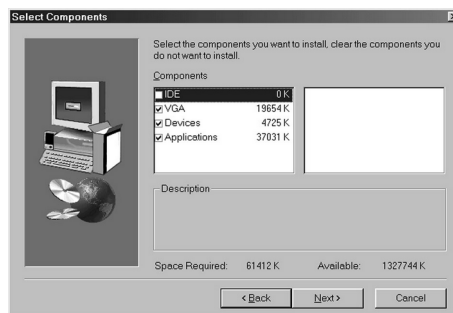 Select Components
Select the components you want to install, clear the components you
do not want to install.
Components
IDE 0 K
VGA 19654 K
Devices 4725 K
Applications 37031 K
Description
Space Required: 61412 K Available: 1327744 K
< Back Next > Cancel